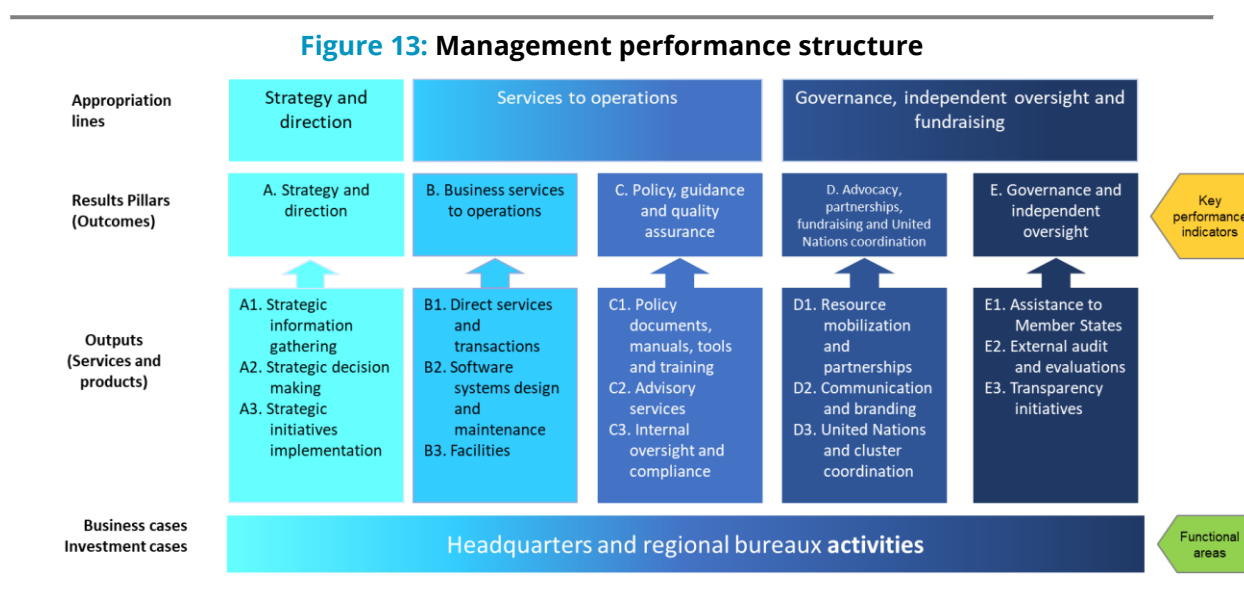 Figure 13: Management performance structure
Appropriation
lines
Strategy and
direction
Services to operations
Governance, independent oversight and
fundraising
Results Pillars
(Outcomes)
A. Strategy and
direction
B. Business services
to operations
C. Policy, guidance
and quality
assurance
D. Advocacy,
partnerships,
fundraising and United
Nations coordination
E. Governance and
independent
oversight
Key
performance
indicators
Outputs
(Services and
products)
A1. Strategic
information
gathering
A2. Strategic decision
making
A3. Strategic
initiatives
implementation
B1. Direct services
and
transactions
B2. Software
systems design
and
maintenance
B3. Facilities
C1. Policy
documents,
manuals, tools
and training
C2. Advisory
services
C3. Internal
oversight and
compliance
D1. Resource
mobilization
and
partnerships
D2. Communication
and branding
D3. United Nations
and cluster
coordination
E1. Assistance to
Member States
E2. External audit
and evaluations
E3. Transparency
initiatives
Business cases
Investment cases
Headquarters and regional bureaux activities
Functional
areas